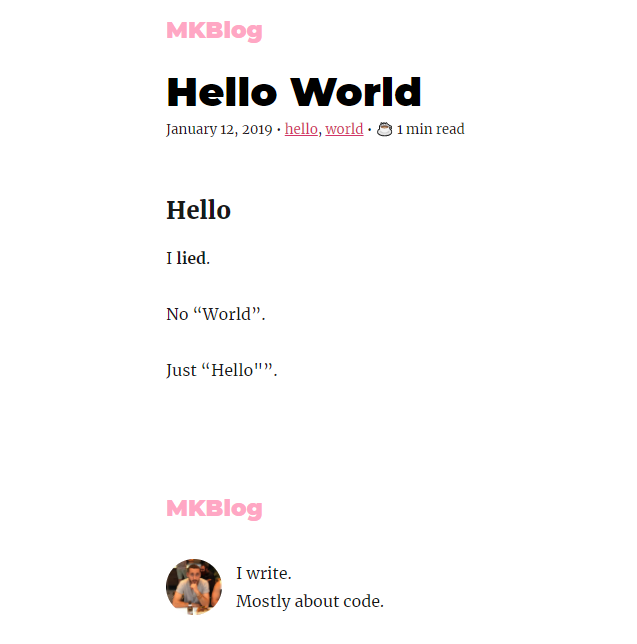 MKBlog
Hello World
January 12, 2019 • hello, world • ☕ 1 min read
Hello
I lied.
No “World”.
Just “Hello"”.
MKBlog
I write.
Mostly about code.